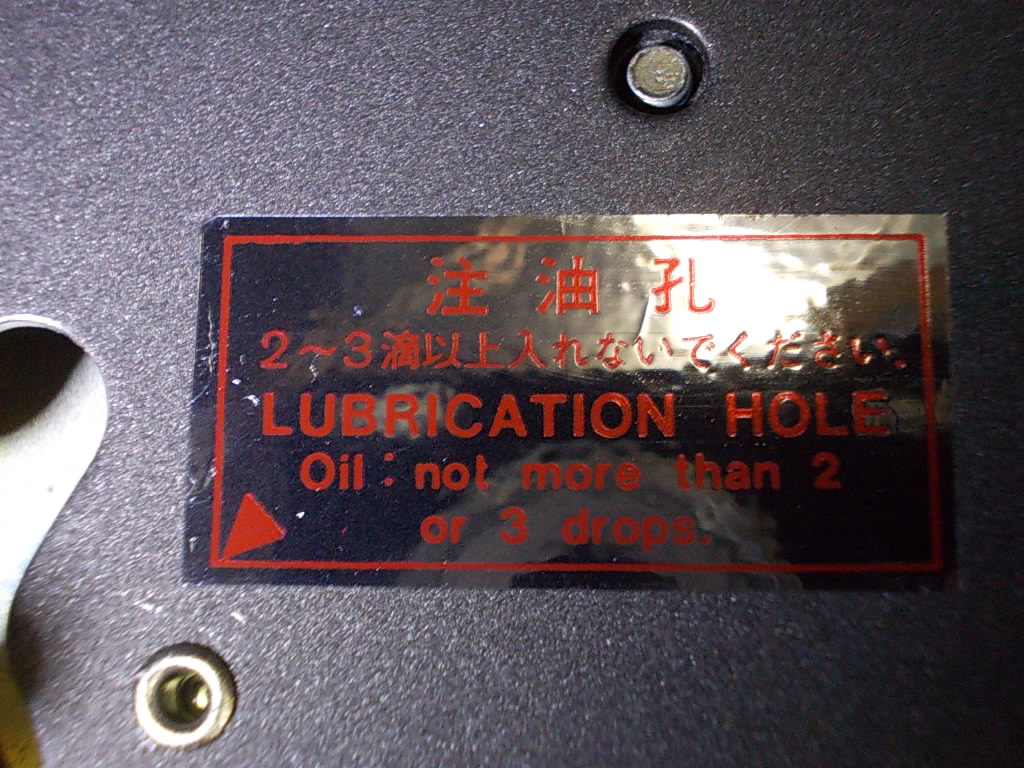 注油孔
2〜3滴以上入れないでください。
LUBRICATION HOLE
Oil: not more than 2
or 3 drops.